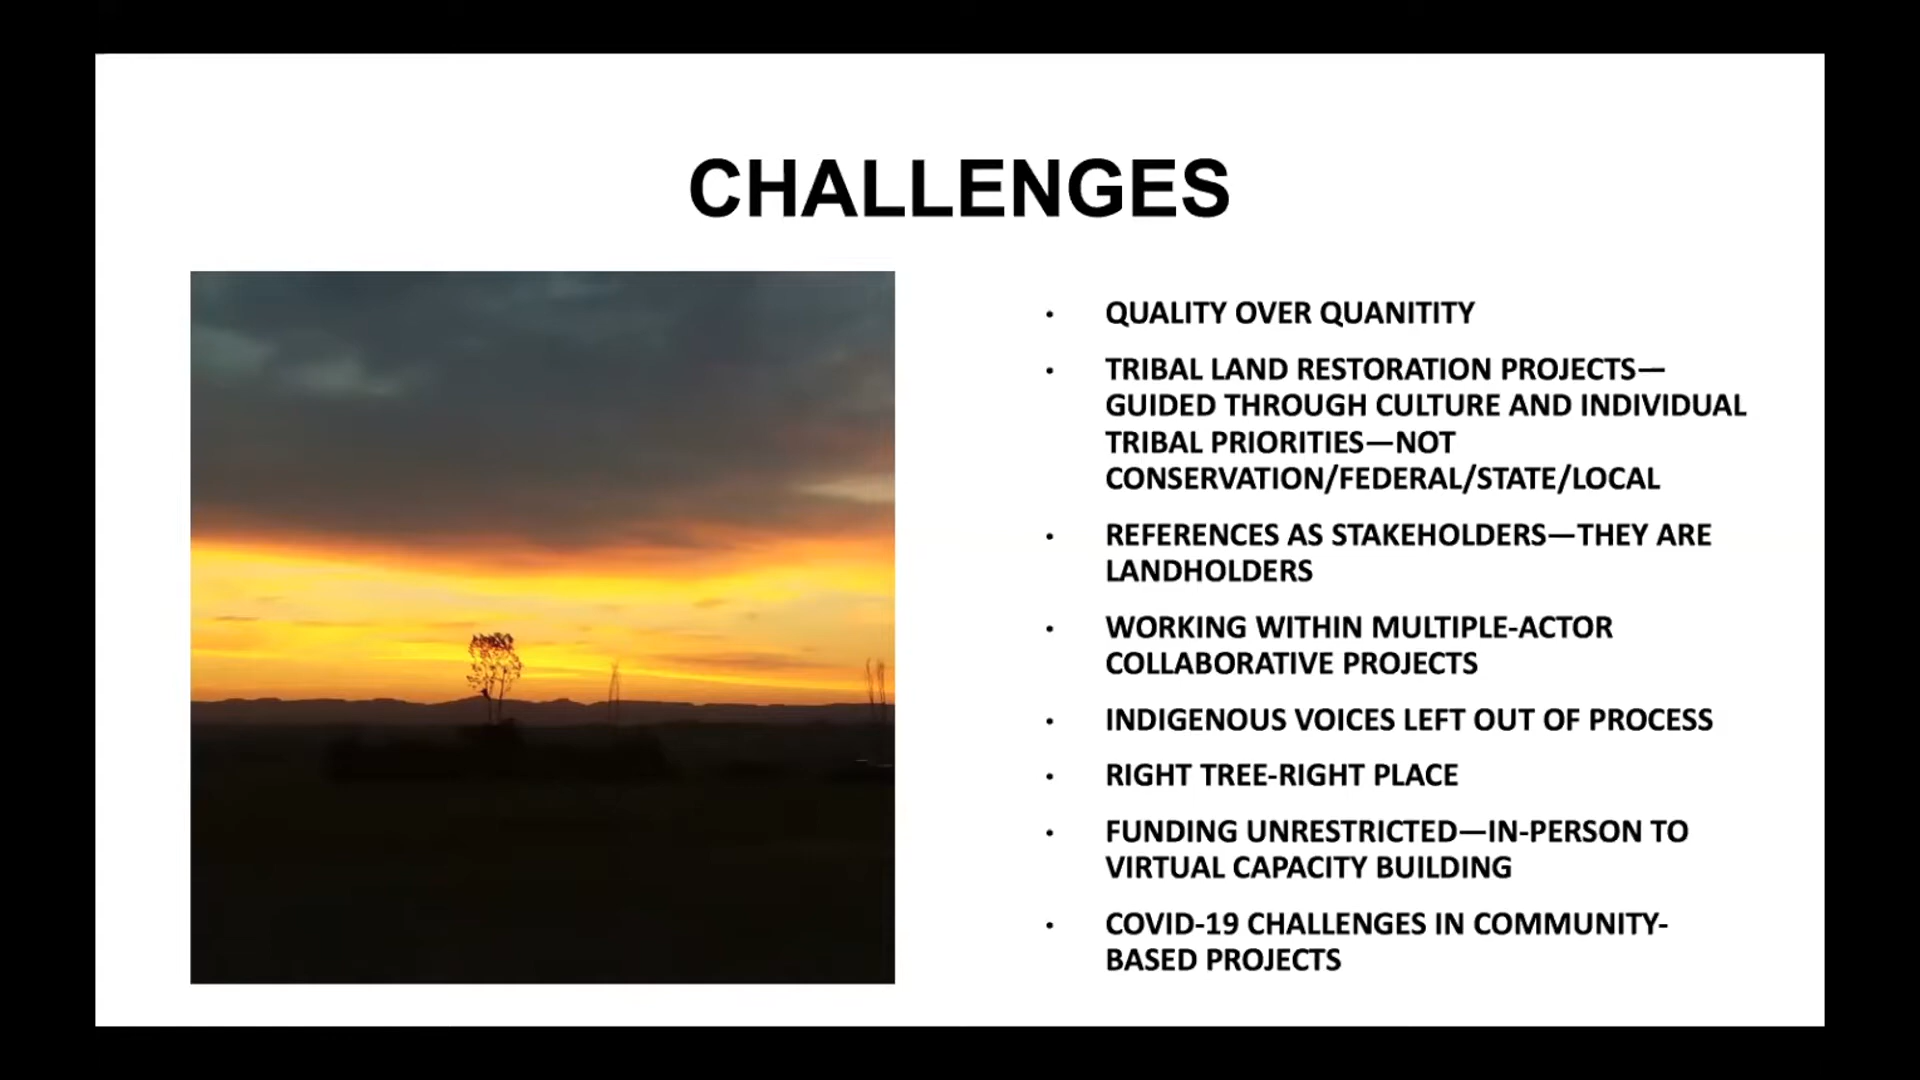 CHALLENGES
• QUALITY OVER QUANITITY
• TRIBAL LAND RESTORATION PROJECTS—
GUIDED THROUGH CULTURE AND INDIVIDUAL
TRIBAL PRIORITIES—NOT
CONSERVATION/FEDERAL/STATE/LOCAL
• REFERENCES AS STAKEHOLDERS—THEY ARE
LANDHOLDERS
• WORKING WITHIN MULTIPLE-ACTOR
COLLABORATIVE PROJECTS
• INDIGENOUS VOICES LEFT OUT OF PROCESS
• RIGHT TREE-RIGHT PLACE
• FUNDING UNRESTRICTED—IN-PERSON TO
VIRTUAL CAPACITY BUILDING
• COVID-19 CHALLENGES IN COMMUNITY-
BASED PROJECTS